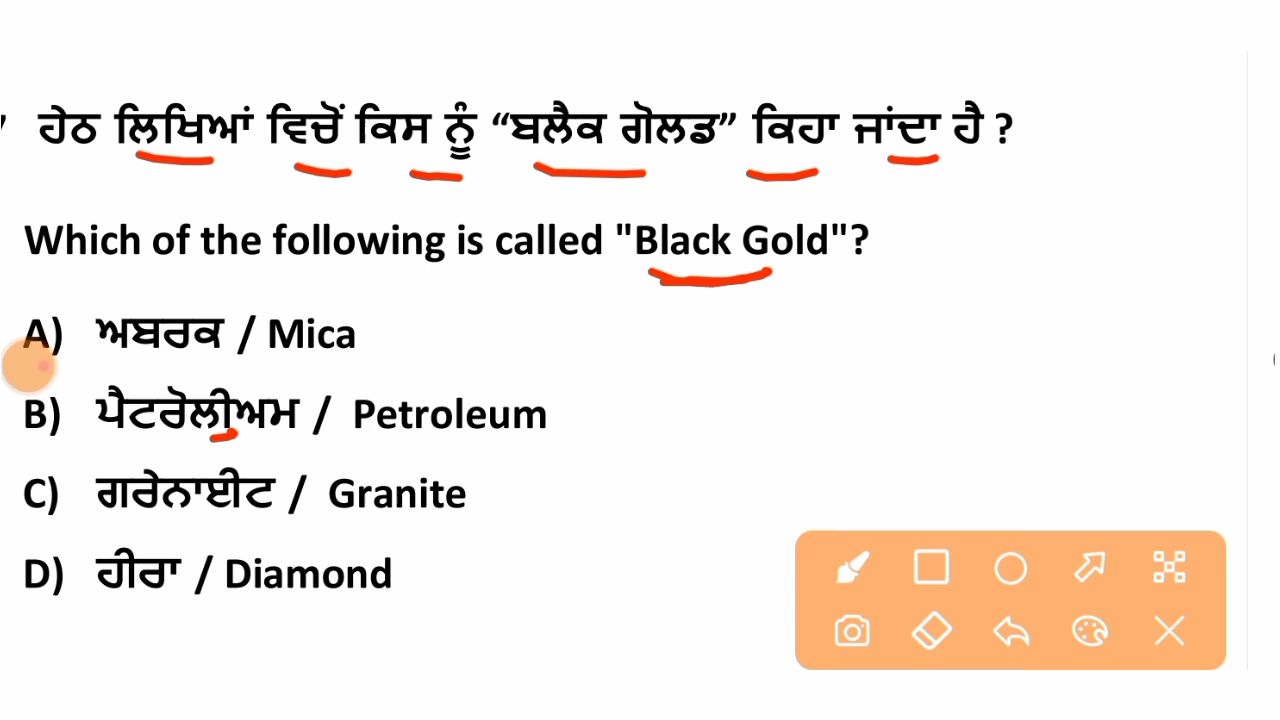 ਹੇਠ ਲਿਖਿਆਂ ਵਿਚੋਂ ਕਿਸ ਨੂੰ “ਬਲੈਕ ਗੋਲਡ” ਕਿਹਾ ਜਾਂਦਾ ਹੈ ?
Which of the following is called "Black Gold"?
A) ਅਬਰਕ / Mica
B) ਪੈਟਰੋਲੀਅਮ / Petroleum
C) ਗਰੇਨਾਈਟ / Granite
D) ਹੀਰਾ / Diamond